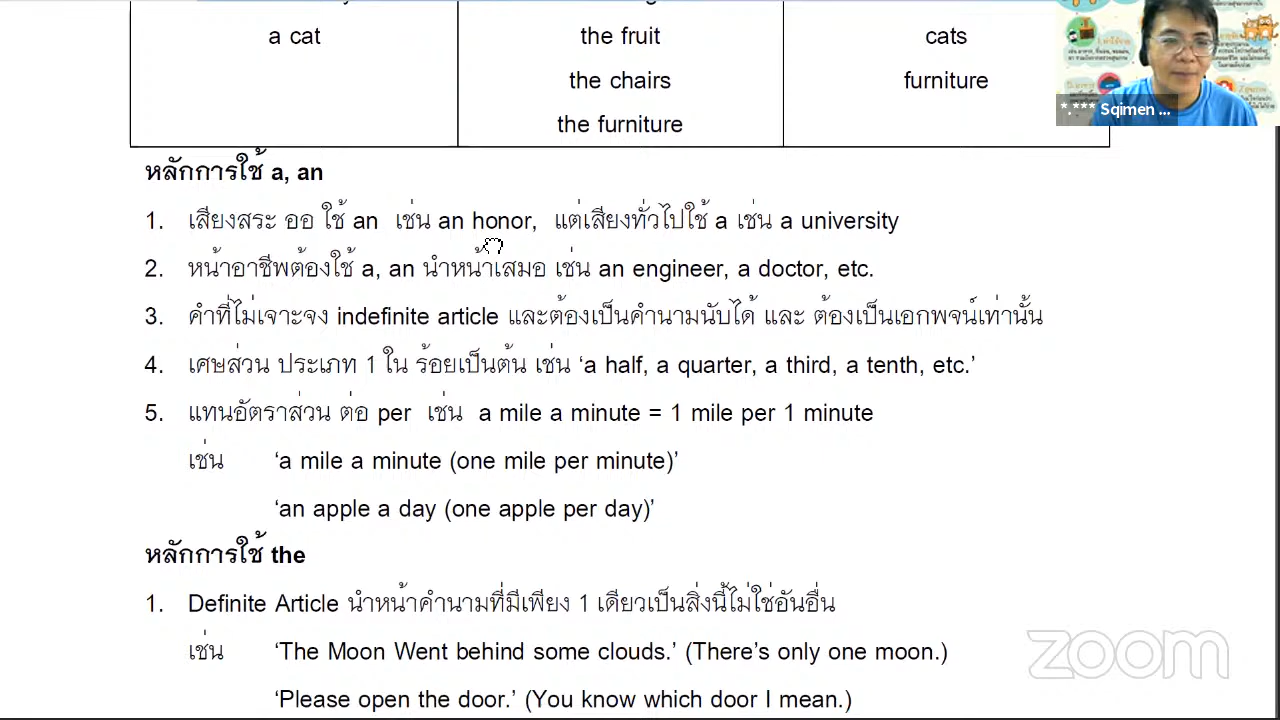 a cat
the fruit
cats
the chairs
furniture
the furniture
*.*** Sqimen ...
หลักการใช้ a, an
1. เสียงสระ ออ ใช้ an เช่น an honor, แต่เสียงทั่วไปใช้ a เช่น a university
2. หน้าอาชีพต้องใช้ a, an นำหน้าเสมอ เช่น an engineer, a doctor, etc.
3. คำที่ไม่เจาะจง indefinite article และต้องเป็นคำนามนับได้ และ ต้องเป็นเอกพจน์เท่านั้น
4. เศษส่วน ประเภท 1 ใน ร้อยเป็นต้น เช่น ‘a half, a quarter, a third, a tenth, etc.’
5. แทนอัตราส่วน ต่อ per เช่น a mile a minute = 1 mile per 1 minute
เช่น ‘a mile a minute (one mile per minute)’
‘an apple a day (one apple per day)’
หลักการใช้ the
1. Definite Article นำหน้าคำนามที่มีเพียง 1 เดียวเป็นสิ่งนี้ไม่ใช่อันอื่น
เช่น ‘The Moon Went behind some clouds.’ (There’s only one moon.)
‘Please open the door.’ (You know which door I mean.)
zoom